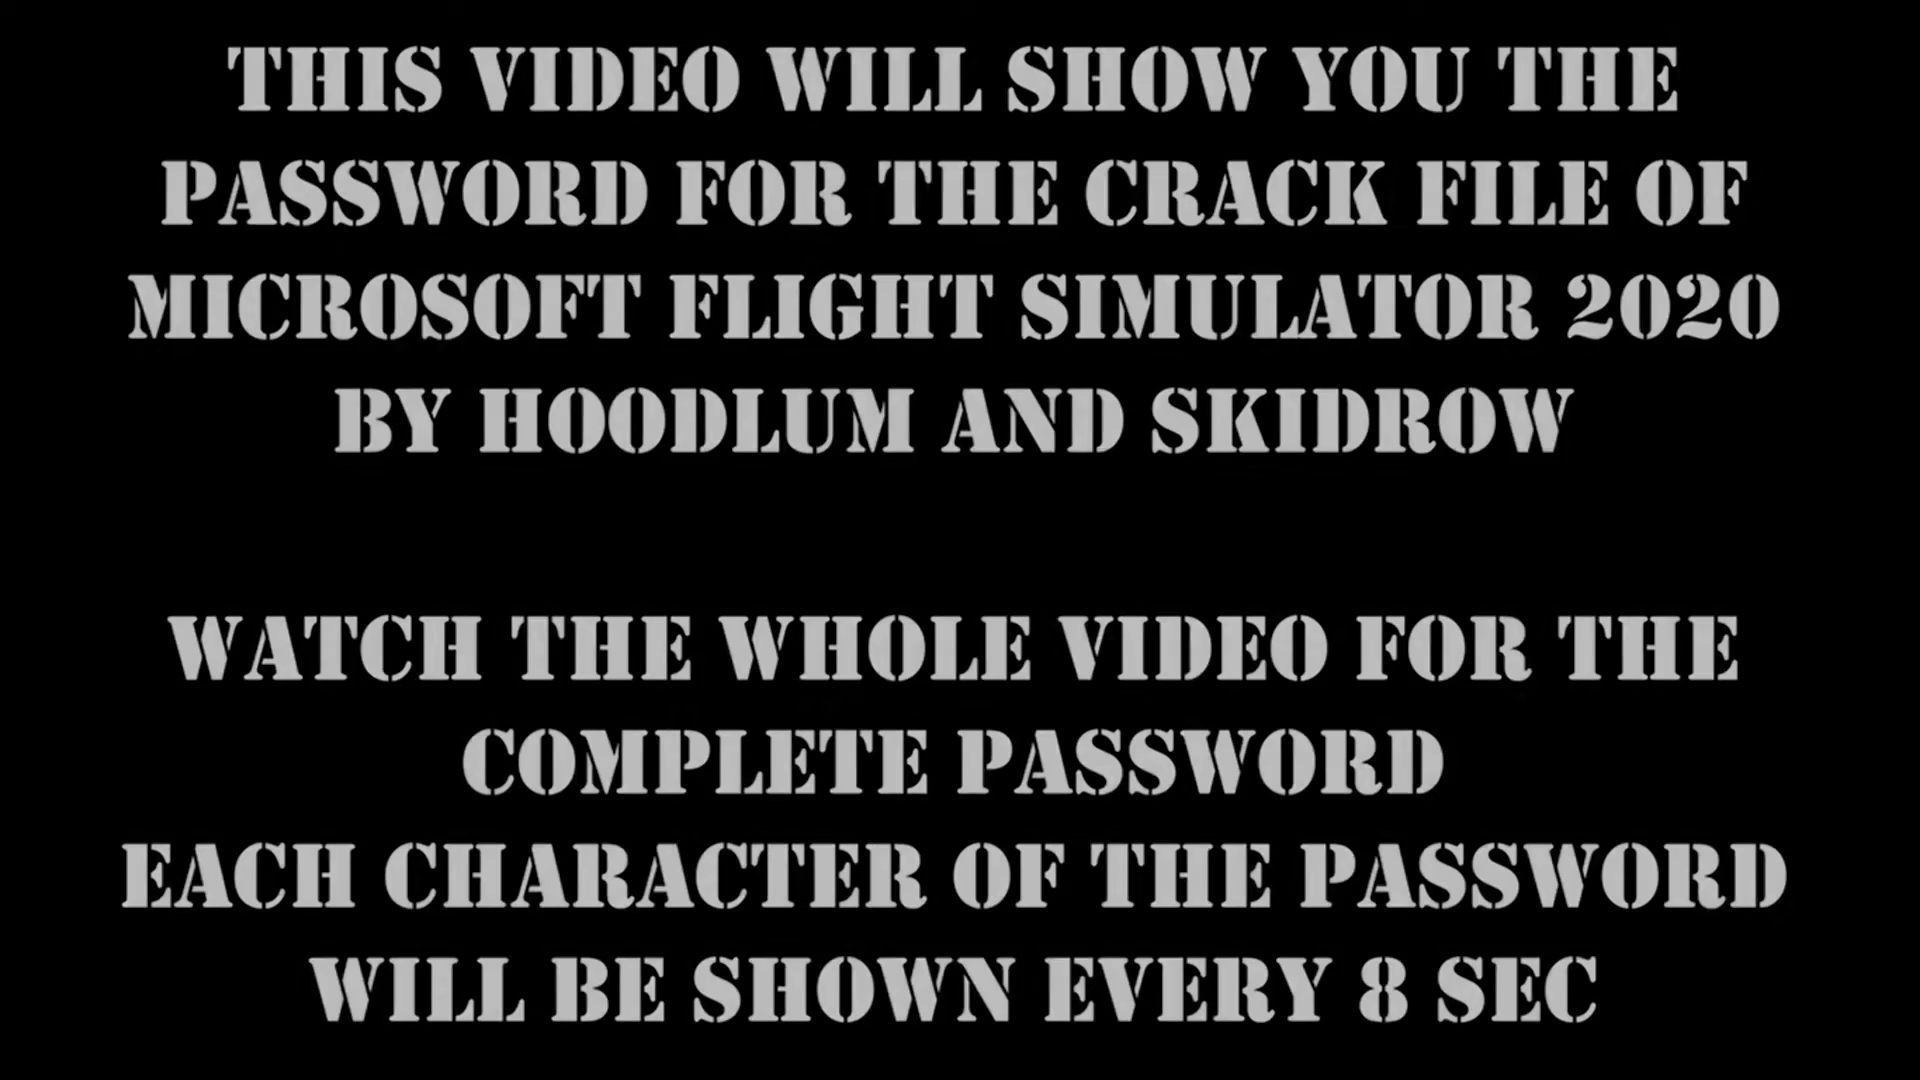 THIS VIDEO WILL SHOW YOU THE
PASSWORD FOR THE CRACK FILE OF
MICROSOFT FLIGHT SIMULATOR 2020
BY HOODLUM AND SKIDROW
WATCH THE WHOLE VIDEO FOR THE
COMPLETE PASSWORD
EACH CHARACTER OF THE PASSWORD
WILL BE SHOWN EVERY 8 SEC